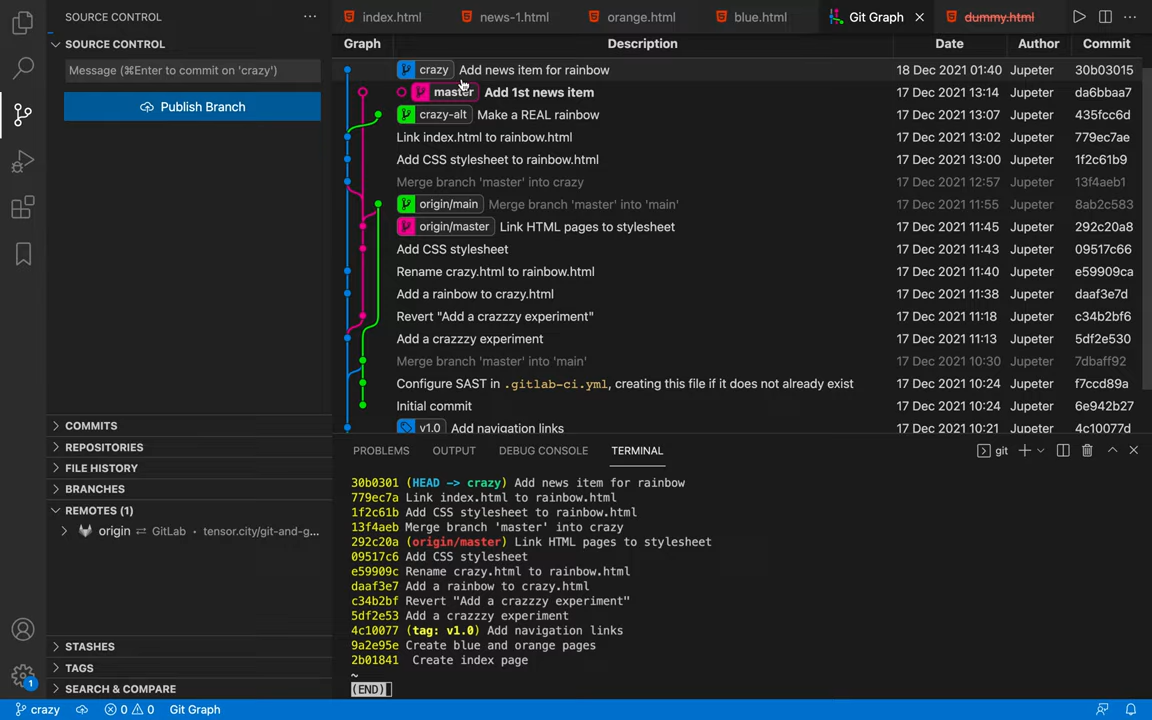 SOURCE CONTROL
index.html
news-1.html
orange.html
blue.html
Git Graph
dummy.html
SOURCE CONTROL
Message (⌘Enter to commit on 'crazy')
Publish Branch
COMMITS
REPOSITORIES
FILE HISTORY
BRANCHES
REMOTES (1)
origin ⇄ GitLab • tensor.city/git-and-g...
STASHES
TAGS
SEARCH & COMPARE
Graph Description Date Author Commit
crazy Add news item for rainbow 18 Dec 2021 01:40 Jupeter 30b03015
master Add 1st news item 17 Dec 2021 13:14 Jupeter da6bbaa7
crazy-alt Make a REAL rainbow 17 Dec 2021 13:07 Jupeter 435fcc6d
Link index.html to rainbow.html 17 Dec 2021 13:02 Jupeter 779ec7ae
Add CSS stylesheet to rainbow.html 17 Dec 2021 13:00 Jupeter 1f2c61b9
Merge branch 'master' into crazy 17 Dec 2021 12:57 Jupeter 13f4aeb1
origin/main Merge branch 'master' into 'main' 17 Dec 2021 11:55 Jupeter 8ab2c583
origin/master Link HTML pages to stylesheet 17 Dec 2021 11:45 Jupeter 292c20a8
Add CSS stylesheet 17 Dec 2021 11:43 Jupeter 09517c66
Rename crazy.html to rainbow.html 17 Dec 2021 11:40 Jupeter e59909ca
Add a rainbow to crazy.html 17 Dec 2021 11:38 Jupeter daaf3e7d
Revert "Add a crazzzy experiment" 17 Dec 2021 11:18 Jupeter c34b2bf6
Add a crazzzy experiment 17 Dec 2021 11:13 Jupeter 5df2e530
Merge branch 'master' into 'main' 17 Dec 2021 10:30 Jupeter 7dbaff92
Configure SAST in .gitlab-ci.yml, creating this file if it does not already exist 17 Dec 2021 10:24 Jupeter f7ccd89a
Initial commit 17 Dec 2021 10:24 Jupeter 6e942b27
v1.0 Add navigation links 17 Dec 2021 10:21 Jupeter 4c10077d
PROBLEMS OUTPUT DEBUG CONSOLE TERMINAL git
30b0301 (HEAD -> crazy) Add news item for rainbow
779ec7a Link index.html to rainbow.html
1f2c61b Add CSS stylesheet to rainbow.html
13f4aeb Merge branch 'master' into crazy
292c20a (origin/master) Link HTML pages to stylesheet
09517c6 Add CSS stylesheet
e59909c Rename crazy.html to rainbow.html
daaf3e7 Add a rainbow to crazy.html
c34b2bf Revert "Add a crazzzy experiment"
5df2e53 Add a crazzzy experiment
4c10077 (tag: v1.0) Add navigation links
9a2e95e Create blue and orange pages
2b01841 Create index page
~
(END)
1
crazy 0 0 Git Graph